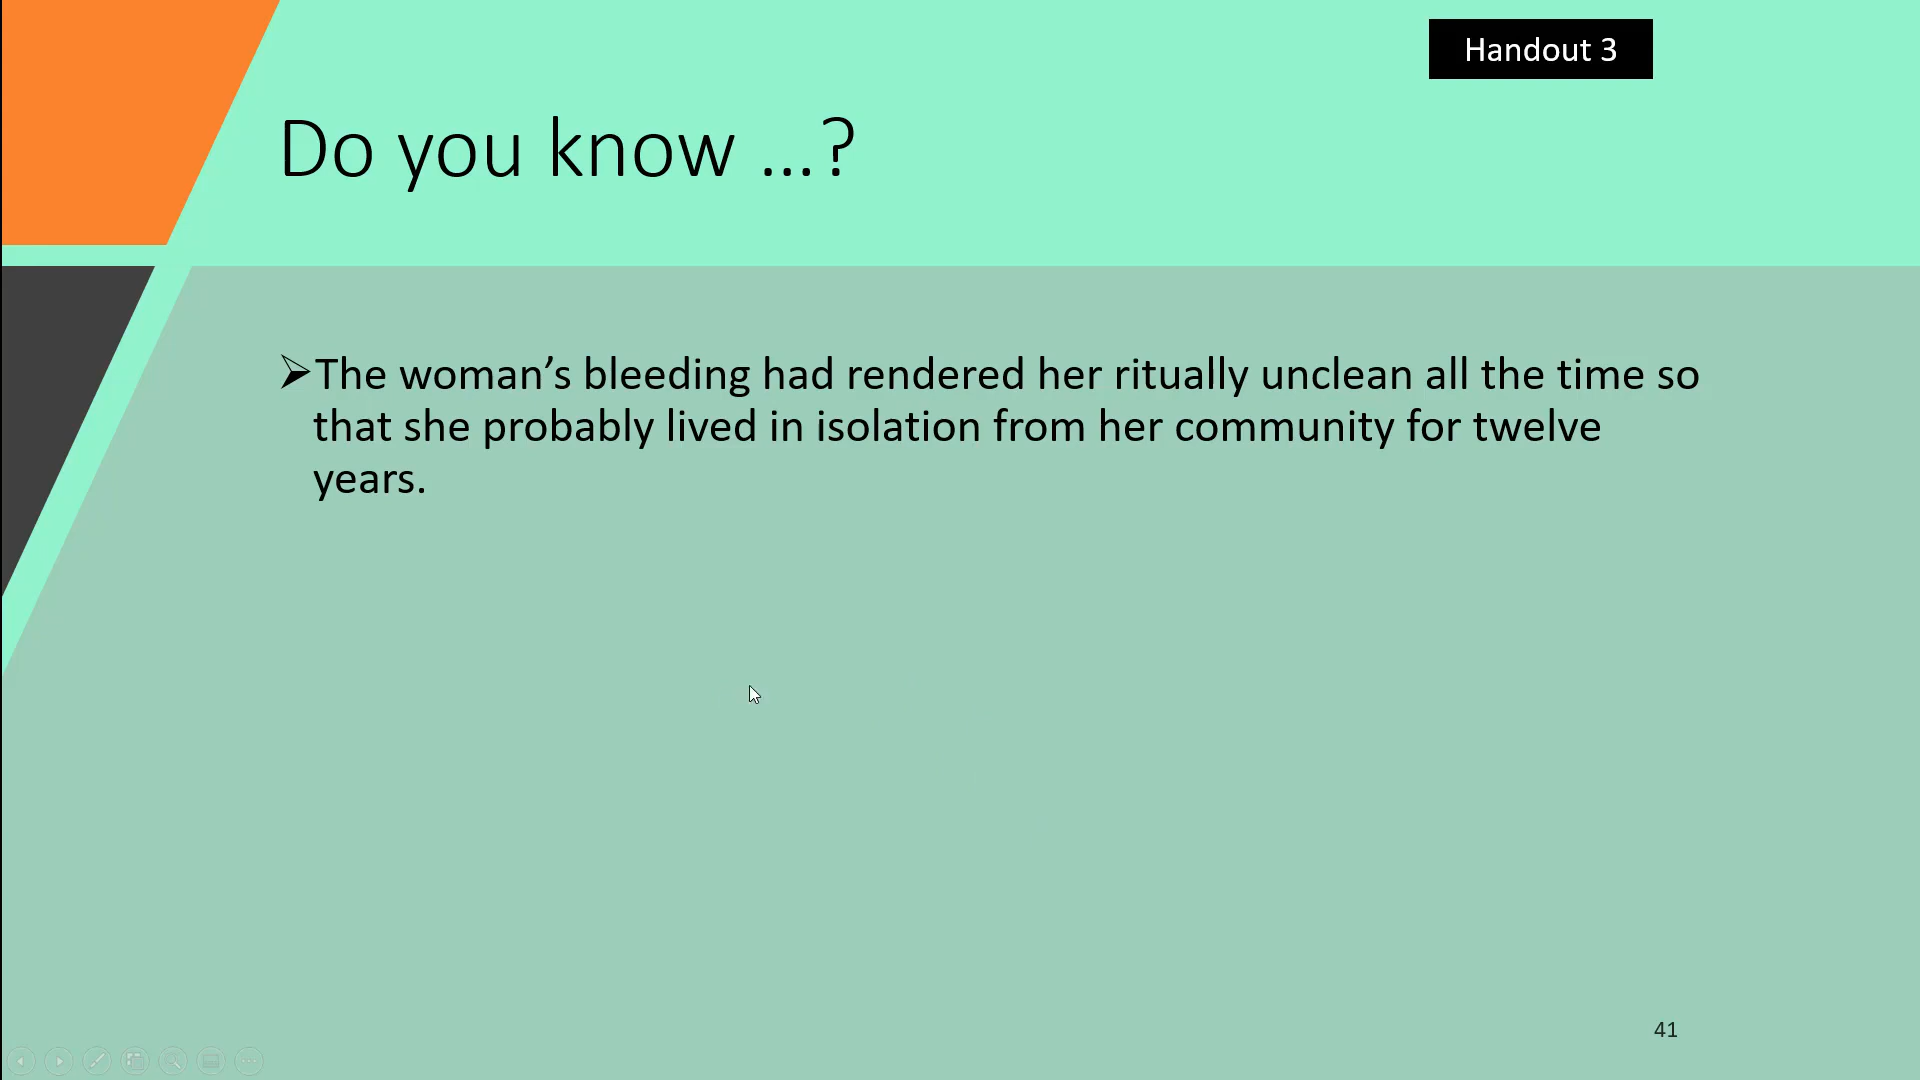 Handout 3
Do you know ...?
➢The woman’s bleeding had rendered her ritually unclean all the time so
that she probably lived in isolation from her community for twelve
years.
41